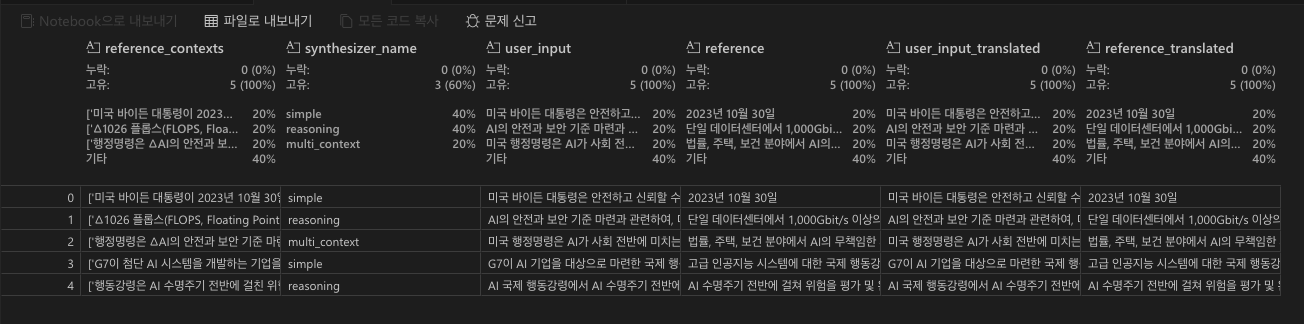 Notebook으로 내보내기 파일로 내보내기 모든 코드 복사 문제 신고
reference_contexts synthesizer_name user_input reference user_input_translated reference_translated
누락: 0 (0%) 누락: 0 (0%) 누락: 0 (0%) 누락: 0 (0%) 누락: 0 (0%) 누락: 0 (0%)
고유: 5 (100%) 고유: 3 (60%) 고유: 5 (100%) 고유: 5 (100%) 고유: 5 (100%) 고유: 5 (100%)
['미국 바이든 대통령이 2023... 20% simple 40% 미국 바이든 대통령은 안전하고... 20% 2023년 10월 30일 20% 미국 바이든 대통령은 안전하고... 20% 2023년 10월 30일 20%
['Δ1026 플롭스(FLOPS, Floa... 20% reasoning 40% AI의 안전과 보안 기준 마련과 ... 20% 단일 데이터센터에서 1,000Gbi... 20% AI의 안전과 보안 기준 마련과 ... 20% 단일 데이터센터에서 1,000Gbi... 20%
['행정명령은 ΔAI의 안전과 보... 20% multi_context 20% 미국 행정명령은 AI가 사회 전... 20% 법률, 주택, 보건 분야에서 AI의... 20% 미국 행정명령은 AI가 사회 전... 20% 법률, 주택, 보건 분야에서 AI의... 20%
기타 40% 기타 40% 기타 40% 기타 40% 기타 40%
0 ['미국 바이든 대통령이 2023년 10월 30일 simple 미국 바이든 대통령은 안전하고 신뢰할 수 2023년 10월 30일 미국 바이든 대통령은 안전하고 신뢰할 수 2023년 10월 30일
1 ['Δ1026 플롭스(FLOPS, Floating Point reasoning AI의 안전과 보안 기준 마련과 관련하여, 단일 데이터센터에서 1,000Gbit/s 이상의 AI의 안전과 보안 기준 마련과 관련하여, 단일 데이터센터에서 1,000Gbit/s 이상의
2 ['행정명령은 ΔAI의 안전과 보안 기준 마련 multi_context 미국 행정명령은 AI가 사회 전반에 미치는 법률, 주택, 보건 분야에서 AI의 무책임한 미국 행정명령은 AI가 사회 전반에 미치는 법률, 주택, 보건 분야에서 AI의 무책임한
3 ['G7이 첨단 AI 시스템을 개발하는 기업을 simple G7이 AI 기업을 대상으로 마련한 국제 행 고급 인공지능 시스템에 대한 국제 행동강 G7이 AI 기업을 대상으로 마련한 국제 행 고급 인공지능 시스템에 대한 국제 행동강
4 ['행동강령은 AI 수명주기 전반에 걸친 위험 reasoning AI 국제 행동강령에서 AI 수명주기 전반에 AI 수명주기 전반에 걸쳐 위험을 평가 및 AI 국제 행동강령에서 AI 수명주기 전반에 AI 수명주기 전반에 걸쳐 위험을 평가 및